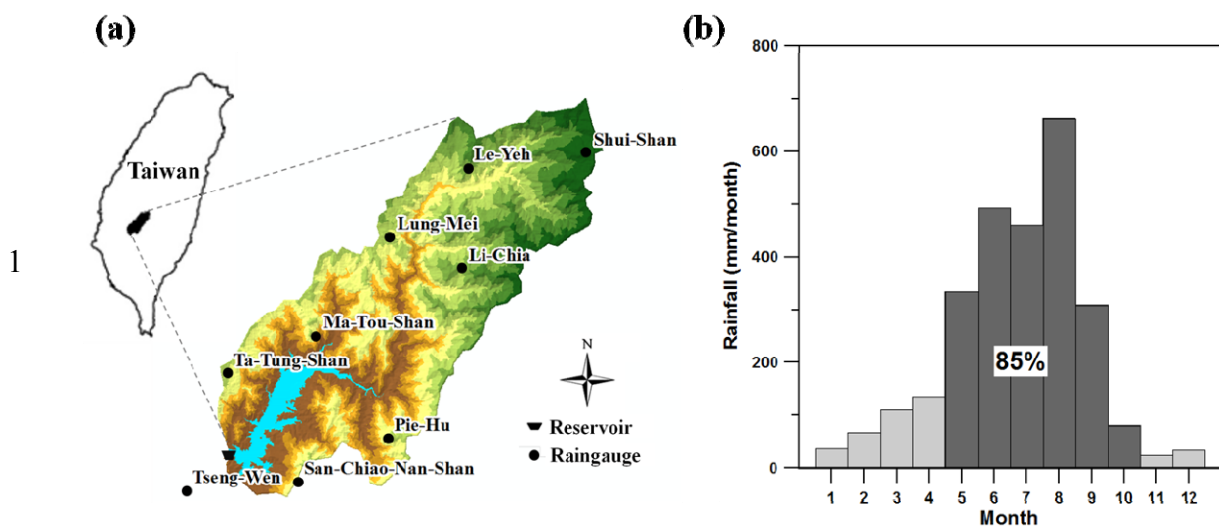 (a)
(b)
1
Taiwan
Shui-Shan
Le-Yeh
Lung-Mei
Li-Chia
Ma-Tou-Shan
Ta-Tung-Shan
N
Pie-Hu
Reservoir
Raingauge
San-Chiao-Nan-Shan
Tseng-Wen
800
600
400
200
0
Rainfall (mm/month)
85%
1 2 3 4 5 6 7 8 9 10 11 12
Month